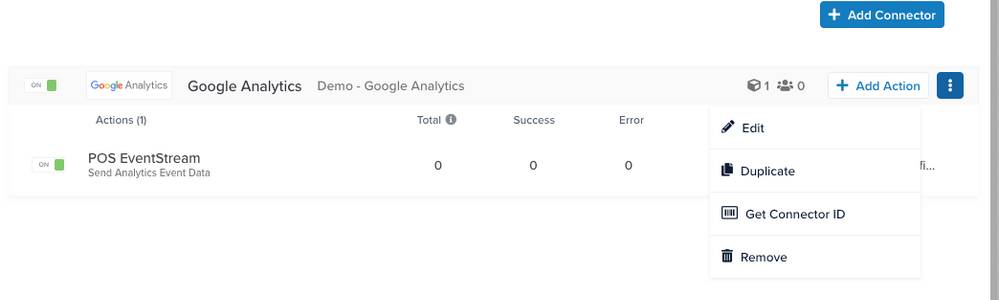 + Add Connector
ON Google Analytics Google Analytics Demo - Google Analytics 1 0 + Add Action
Actions (1) Total Success Error
Edit
ON POS EventStream 0 0 0 fi...
Send Analytics Event Data
Duplicate
Get Connector ID
Remove